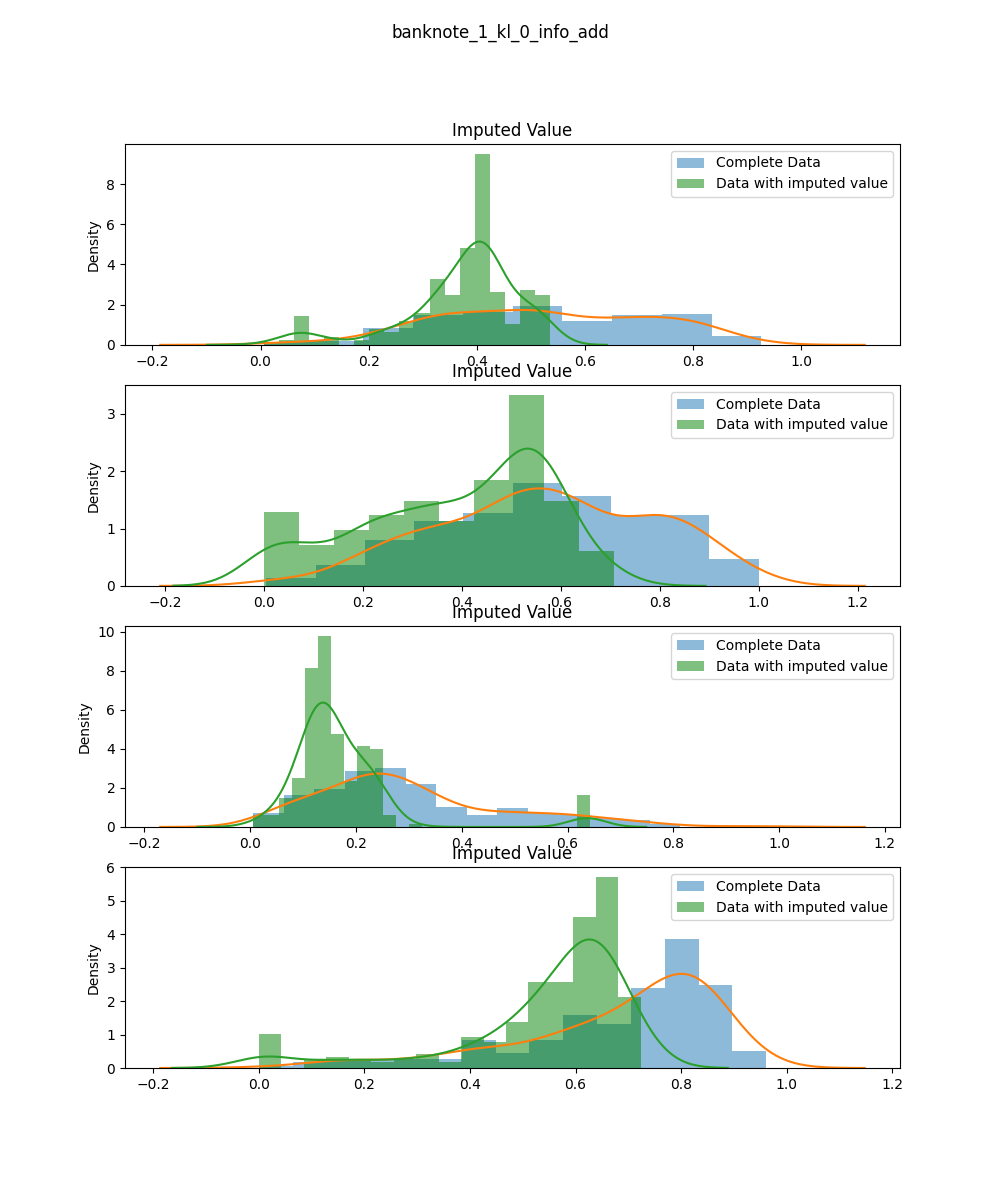 banknote_1_kl_0_info_add
Imputed Value
Complete Data
Data with imputed value
Density
8
6
4
2
0
−0.2 0.0 0.2 0.4 0.6 0.8 1.0
Imputed Value
Complete Data
Data with imputed value
Density
3
2
1
0
−0.2 0.0 0.2 0.4 0.6 0.8 1.0 1.2
Imputed Value
Complete Data
Data with imputed value
Density
10
8
6
4
2
0
−0.2 0.0 0.2 0.4 0.6 0.8 1.0 1.2
Imputed Value
Complete Data
Data with imputed value
Density
6
5
4
3
2
1
0
−0.2 0.0 0.2 0.4 0.6 0.8 1.0 1.2